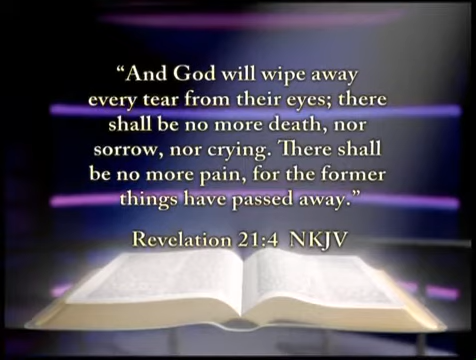 “And God will wipe away
every tear from their eyes; there
shall be no more death, nor
sorrow, nor crying. There shall
be no more pain, for the former
things have passed away.”
Revelation 21:4 NKJV